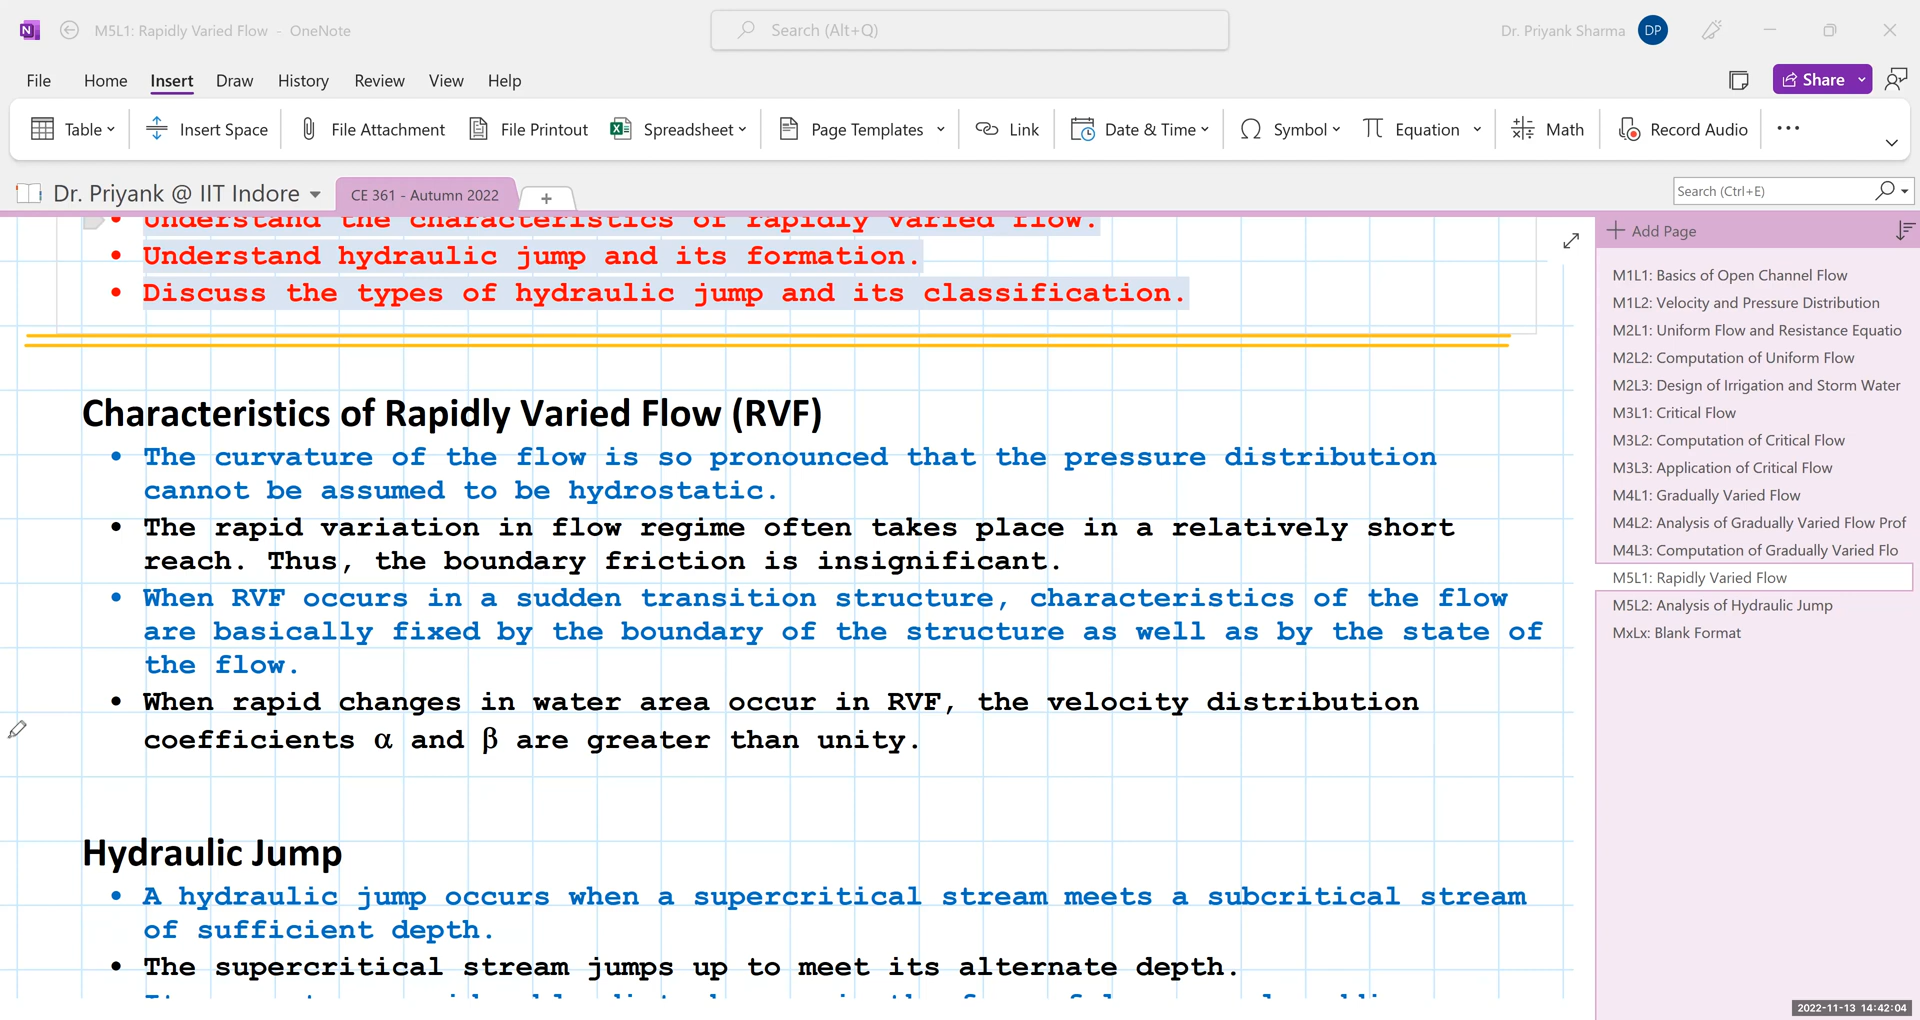 M5L1: Rapidly Varied Flow - OneNote
Search (Alt+Q)
Dr. Priyank Sharma
DP
File Home Insert Draw History Review View Help
Share
Table
Insert Space
File Attachment
File Printout
Spreadsheet
Page Templates
Link
Date & Time
Symbol
Equation
Math
Record Audio
Dr. Priyank @ IIT Indore
CE 361 - Autumn 2022
Search (Ctrl+E)
• Understand the characteristics of rapidly varied flow.
• Understand hydraulic jump and its formation.
• Discuss the types of hydraulic jump and its classification.
Characteristics of Rapidly Varied Flow (RVF)
• The curvature of the flow is so pronounced that the pressure distribution
cannot be assumed to be hydrostatic.
• The rapid variation in flow regime often takes place in a relatively short
reach. Thus, the boundary friction is insignificant.
• When RVF occurs in a sudden transition structure, characteristics of the flow
are basically fixed by the boundary of the structure as well as by the state of
the flow.
• When rapid changes in water area occur in RVF, the velocity distribution
coefficients α and β are greater than unity.
Hydraulic Jump
• A hydraulic jump occurs when a supercritical stream meets a subcritical stream
of sufficient depth.
• The supercritical stream jumps up to meet its alternate depth.
Add Page
M1L1: Basics of Open Channel Flow
M1L2: Velocity and Pressure Distribution
M2L1: Uniform Flow and Resistance Equatio
M2L2: Computation of Uniform Flow
M2L3: Design of Irrigation and Storm Water
M3L1: Critical Flow
M3L2: Computation of Critical Flow
M3L3: Application of Critical Flow
M4L1: Gradually Varied Flow
M4L2: Analysis of Gradually Varied Flow Prof
M4L3: Computation of Gradually Varied Flo
M5L1: Rapidly Varied Flow
M5L2: Analysis of Hydraulic Jump
MxLx: Blank Format
2022-11-13 14:42:04